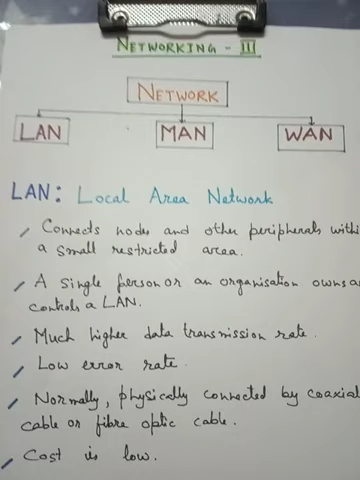 NETWORKING - III
NETWORK
LAN MAN WAN
LAN: Local Area Network
Connects nodes and other peripherals withi
a small restricted area.
A single person or an organisation owns a
controls a LAN.
Much higher data transmission rate.
Low error rate.
Normally, physically connected by coaxial
cable or fibre optic cable.
Cost is low.